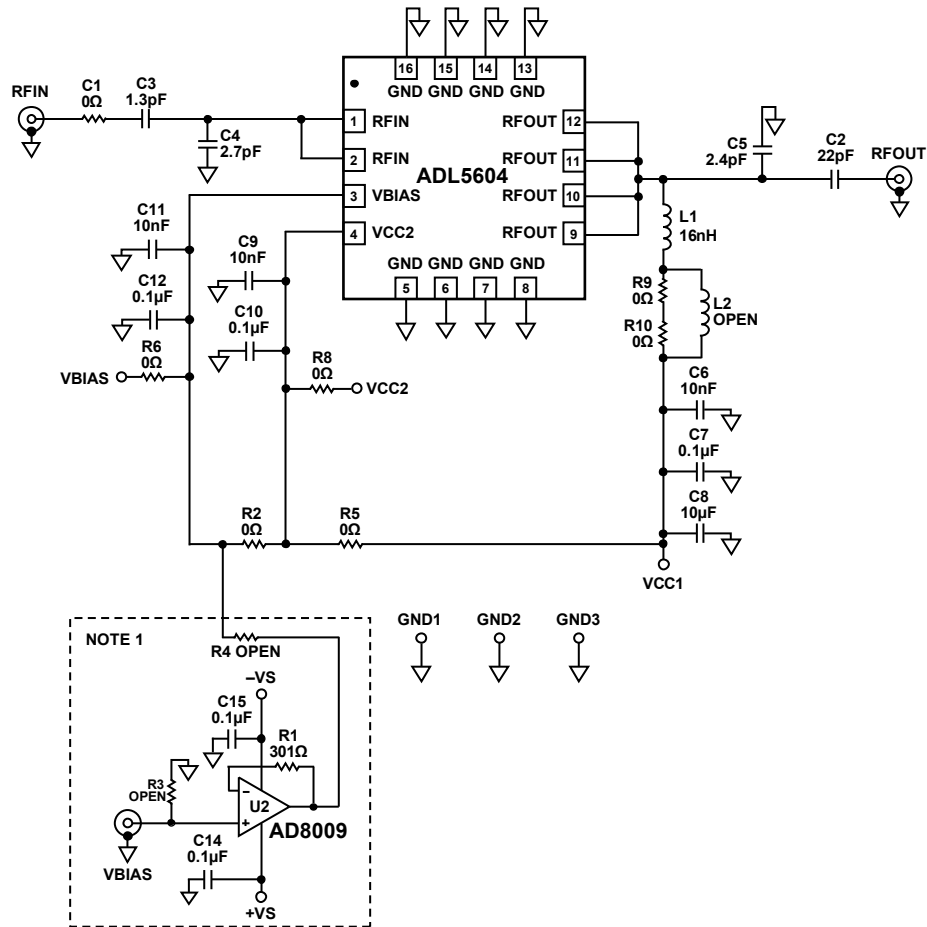 16 15 14 13
GND GND GND GND
RFIN
C1
0Ω
C3
1.3pF
C4
2.7pF
1 RFIN
2 RFIN
3 VBIAS
4 VCC2
ADL5604
RFOUT 12
RFOUT 11
RFOUT 10
RFOUT 9
GND GND GND GND
5 6 7 8
C5
2.4pF
C2
22pF
RFOUT
L1
16nH
R9
0Ω
R10
0Ω
L2
OPEN
C11
10nF
C12
0.1µF
R6
0Ω
VBIAS
C9
10nF
C10
0.1µF
R8
0Ω
VCC2
C6
10nF
C7
0.1µF
C8
10µF
R2
0Ω
R5
0Ω
VCC1
NOTE 1
R4 OPEN
GND1 GND2 GND3
–VS
C15
0.1µF
R1
301Ω
R3
OPEN
–
U2
+
AD8009
VBIAS
C14
0.1µF
+VS